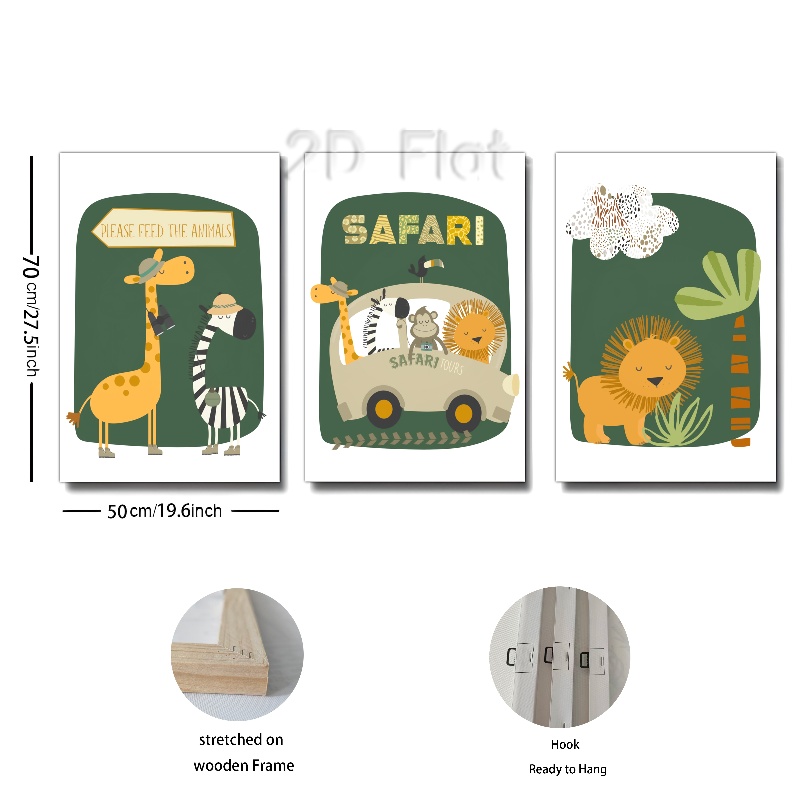 2D Flat
PLEASE FEED THE ANIMALS
SAFARI
SAFARI TOURS
70 cm/27.5inch
50 cm/19.6inch
stretched on
wooden Frame
Hook
Ready to Hang